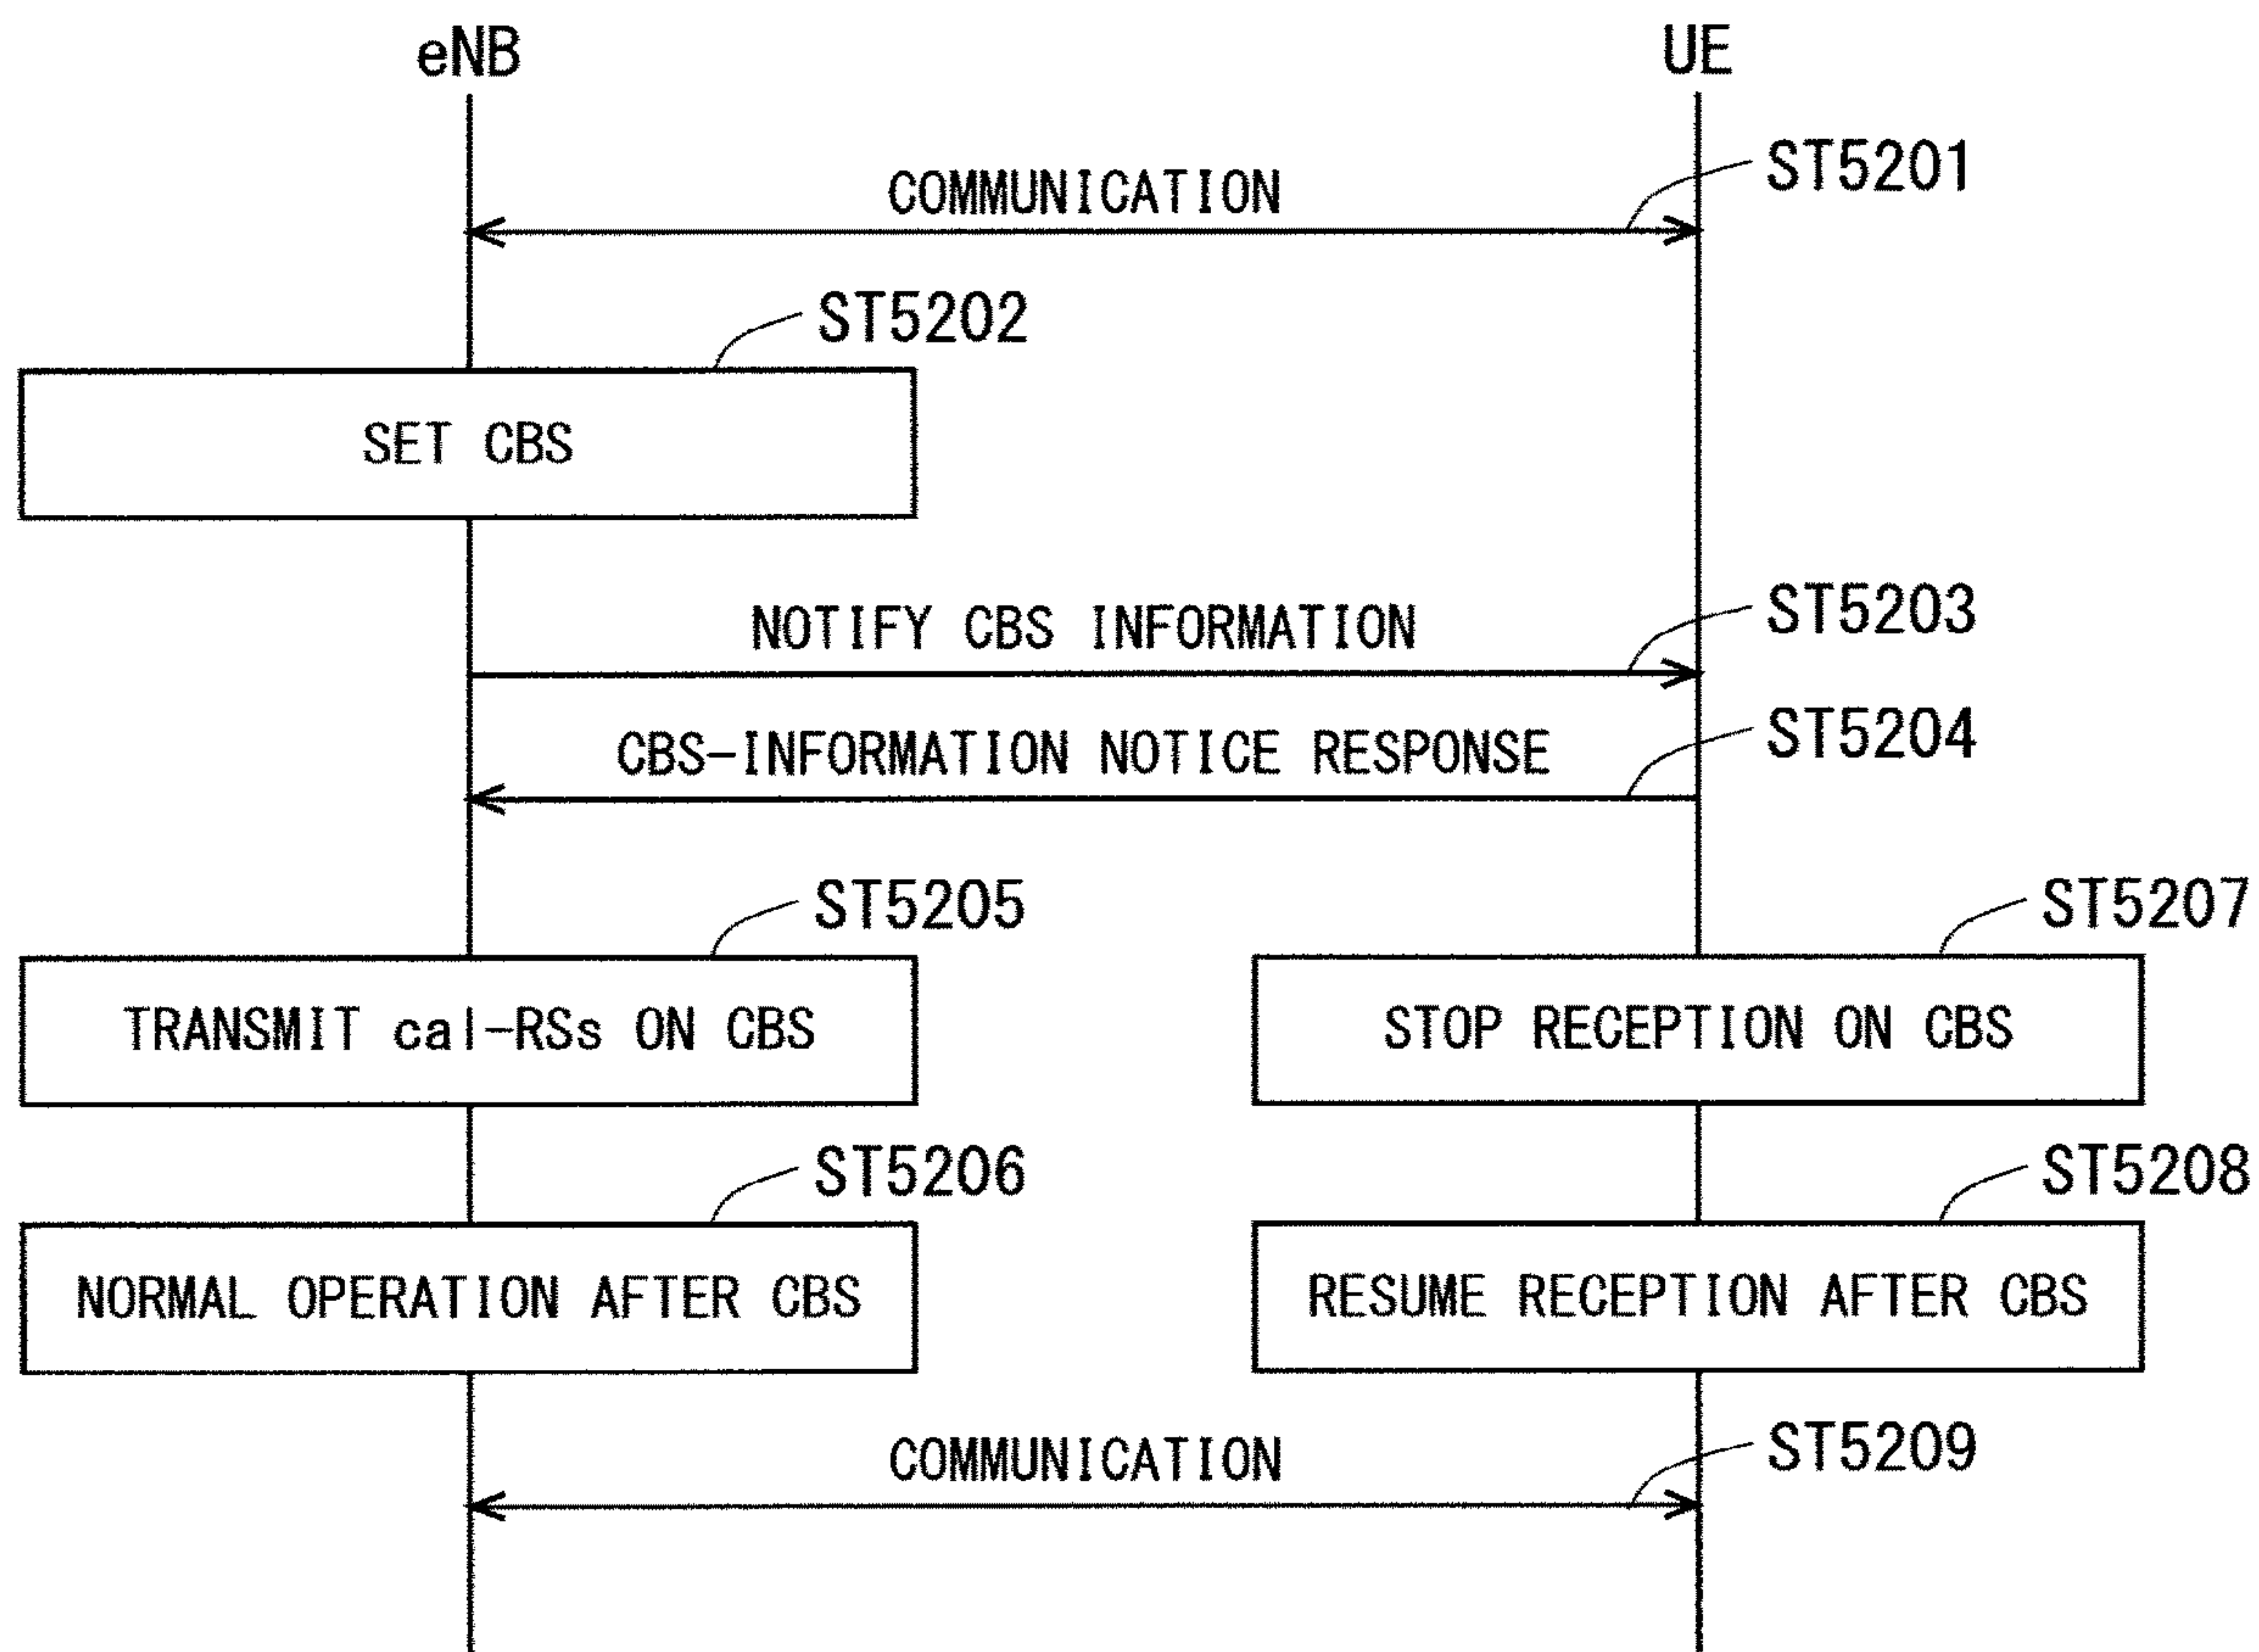 eNB
UE
COMMUNICATION
ST5201
ST5202
SET CBS
NOTIFY CBS INFORMATION
ST5203
CBS-INFORMATION NOTICE RESPONSE
ST5204
ST5205
ST5207
TRANSMIT cal-RSs ON CBS
STOP RECEPTION ON CBS
ST5206
ST5208
NORMAL OPERATION AFTER CBS
RESUME RECEPTION AFTER CBS
COMMUNICATION
ST5209